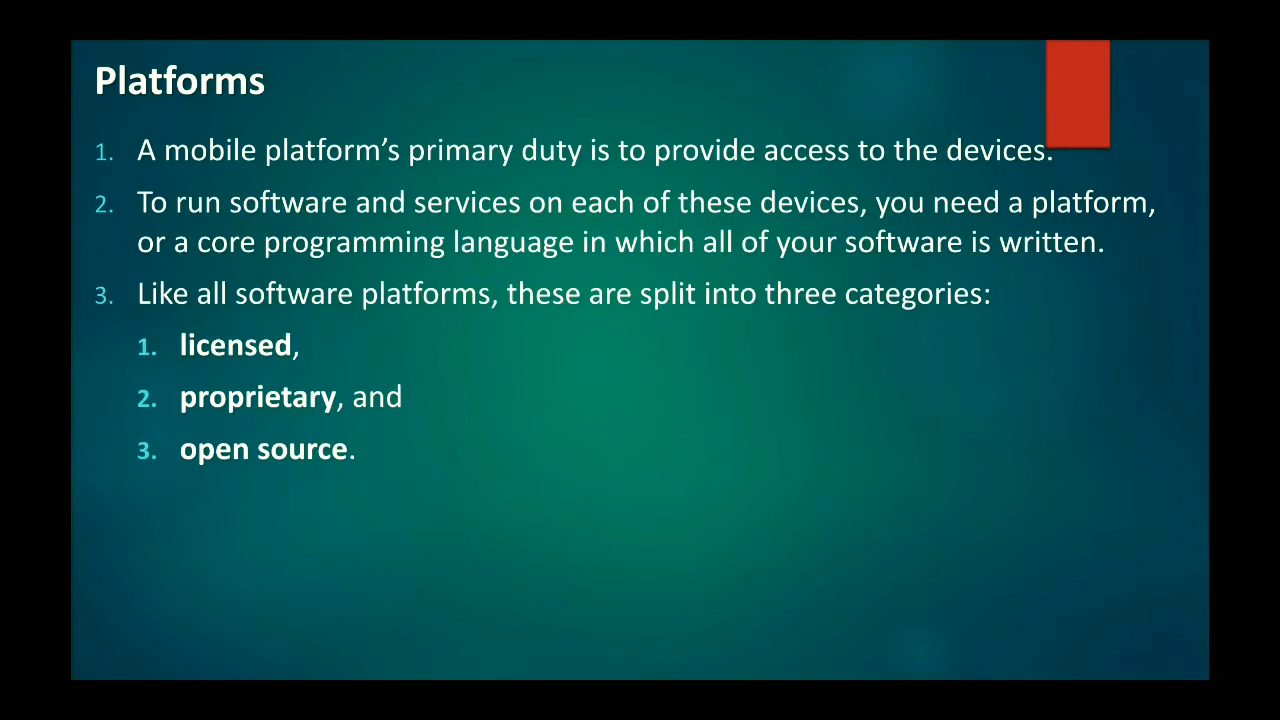 Platforms
1. A mobile platform’s primary duty is to provide access to the devices.
2. To run software and services on each of these devices, you need a platform,
or a core programming language in which all of your software is written.
3. Like all software platforms, these are split into three categories:
1. licensed,
2. proprietary, and
3. open source.